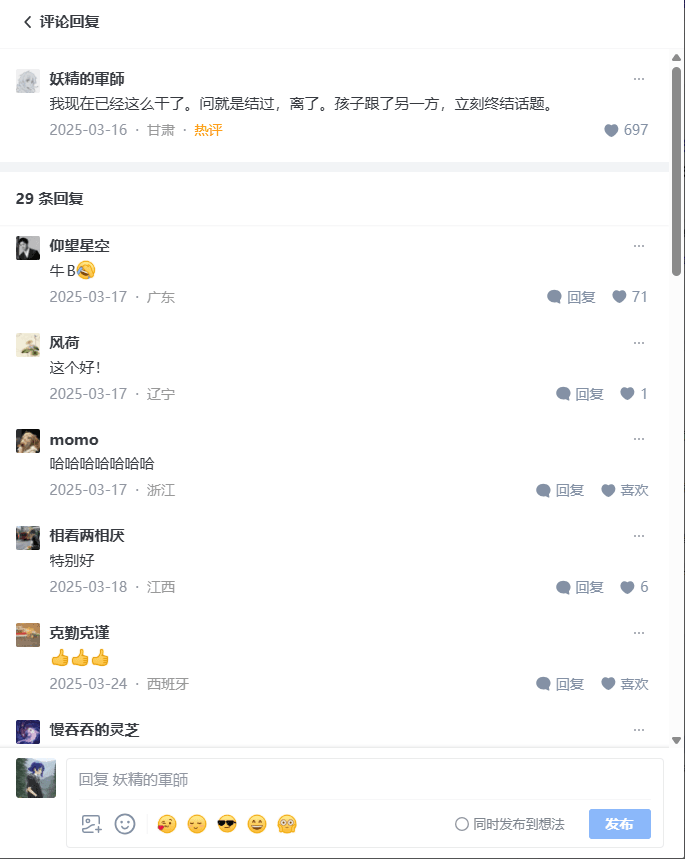 评论回复
妖精的軍師
我现在已经这么干了。问就是结过，离了。孩子跟了另一方，立刻终结话题。
2025-03-16 · 甘肃 · 热评 697
29 条回复
仰望星空
牛 B
2025-03-17 · 广东 回复 71
风荷
这个好！
2025-03-17 · 辽宁 回复 1
momo
哈哈哈哈哈哈哈
2025-03-17 · 浙江 回复 喜欢
相看两相厌
特别好
2025-03-18 · 江西 回复 6
克勤克谨
👍👍👍
2025-03-24 · 西班牙 回复 喜欢
慢吞吞的灵芝
回复 妖精的軍師
同时发布到想法 发布